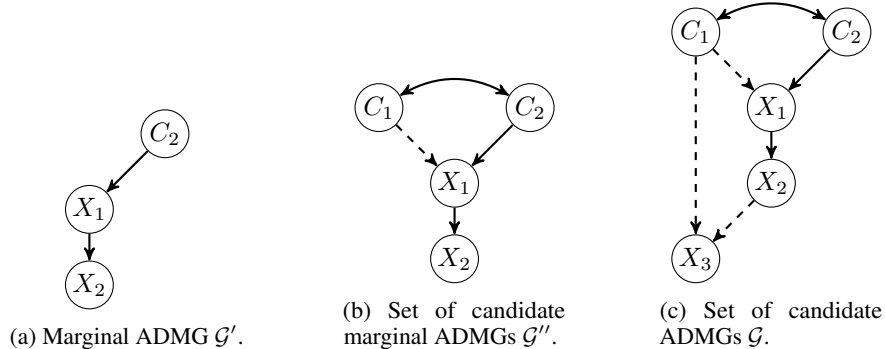 C₂
X₁
X₂
(a) Marginal ADMG G′.
C₁ C₂
X₁
X₂
(b) Set of candidate
marginal ADMGs G′′.
C₁ C₂
X₁
X₂
X₃
(c) Set of candidate
ADMGs G.